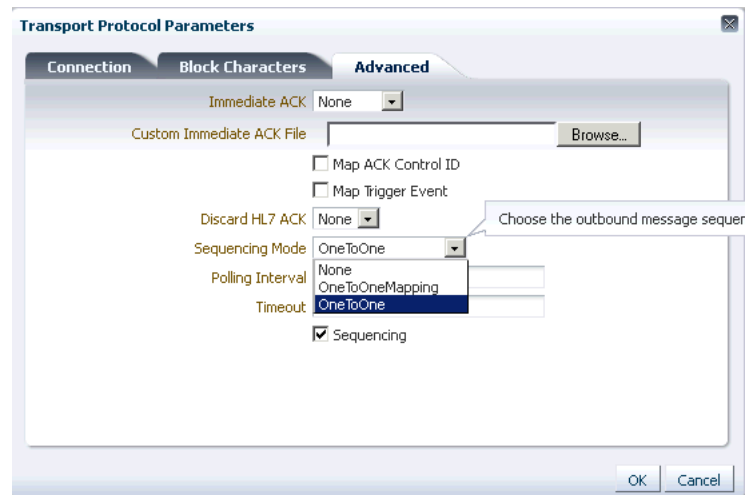 Transport Protocol Parameters
Connection Block Characters Advanced
Immediate ACK None
Custom Immediate ACK File Browse...
Map ACK Control ID
Map Trigger Event
Discard HL7 ACK None Choose the outbound message sequen
Sequencing Mode OneToOne
Polling Interval None
OneToOneMapping
Timeout OneToOne
Sequencing
OK Cancel